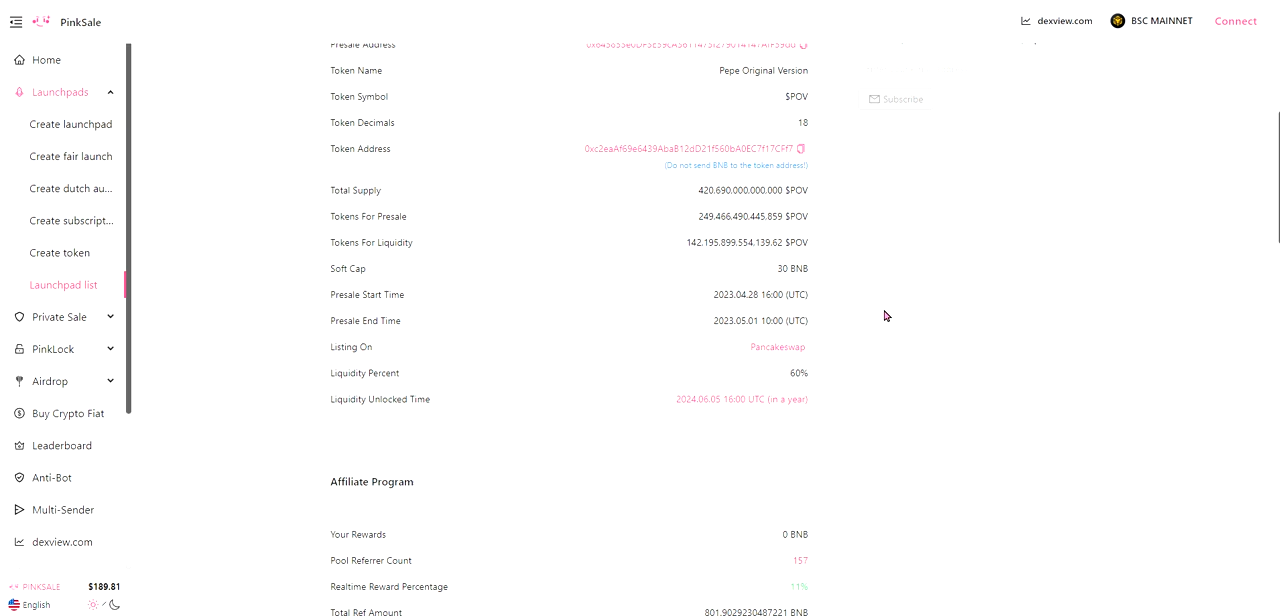 PinkSale
dexview.com
BSC MAINNET
Connect
Home
Launchpads
Create launchpad
Create fair launch
Create dutch au...
Create subscript...
Create token
Launchpad list
Private Sale
PinkLock
Airdrop
Buy Crypto Fiat
Leaderboard
Anti-Bot
Multi-Sender
dexview.com
PINKSALE $189.81
English
Presale Address
Token Name Pepe Original Version
Token Symbol $POV
Token Decimals 18
Token Address 0xc2eaAf69e6439AbaB12dD21f560bA0EC7f17CFf7
(Do not send BNB to the token address!)
Total Supply 420.690.000.000.000 $POV
Tokens For Presale 249.466.490.445.859 $POV
Tokens For Liquidity 142.195.899.554.139.62 $POV
Soft Cap 30 BNB
Presale Start Time 2023.04.28 16:00 (UTC)
Presale End Time 2023.05.01 10:00 (UTC)
Listing On Pancakeswap
Liquidity Percent 60%
Liquidity Unlocked Time 2024.06.05 16:00 UTC (in a year)
Affiliate Program
Your Rewards 0 BNB
Pool Referrer Count 157
Realtime Reward Percentage 11%
Total Ref Amount 801.9029230487221 BNB
Subscribe